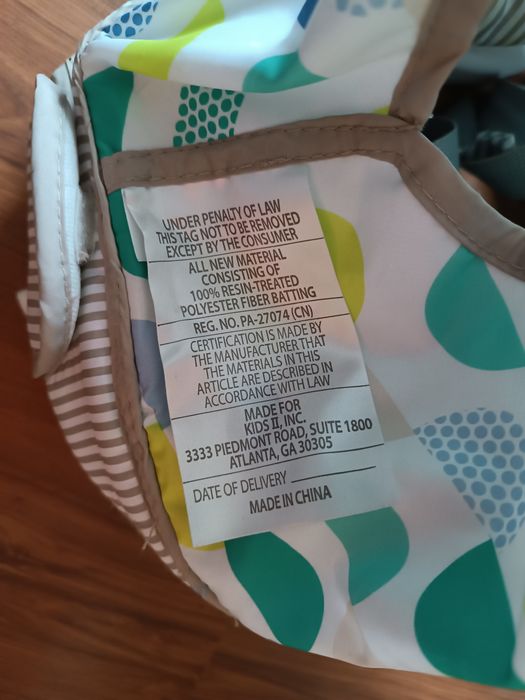 UNDER PENALTY OF LAW
THIS TAG NOT TO BE REMOVED
EXCEPT BY THE CONSUMER
ALL NEW MATERIAL
CONSISTING OF
100% RESIN-TREATED
POLYESTER FIBER BATTING
REG. NO. PA-27074 (CN)
CERTIFICATION IS MADE BY
THE MANUFACTURER THAT
THE MATERIALS IN THIS
ARTICLE ARE DESCRIBED IN
ACCORDANCE WITH LAW
MADE FOR
KIDS II, INC.
3333 PIEDMONT ROAD, SUITE 1800
ATLANTA, GA 30305
DATE OF DELIVERY
MADE IN CHINA